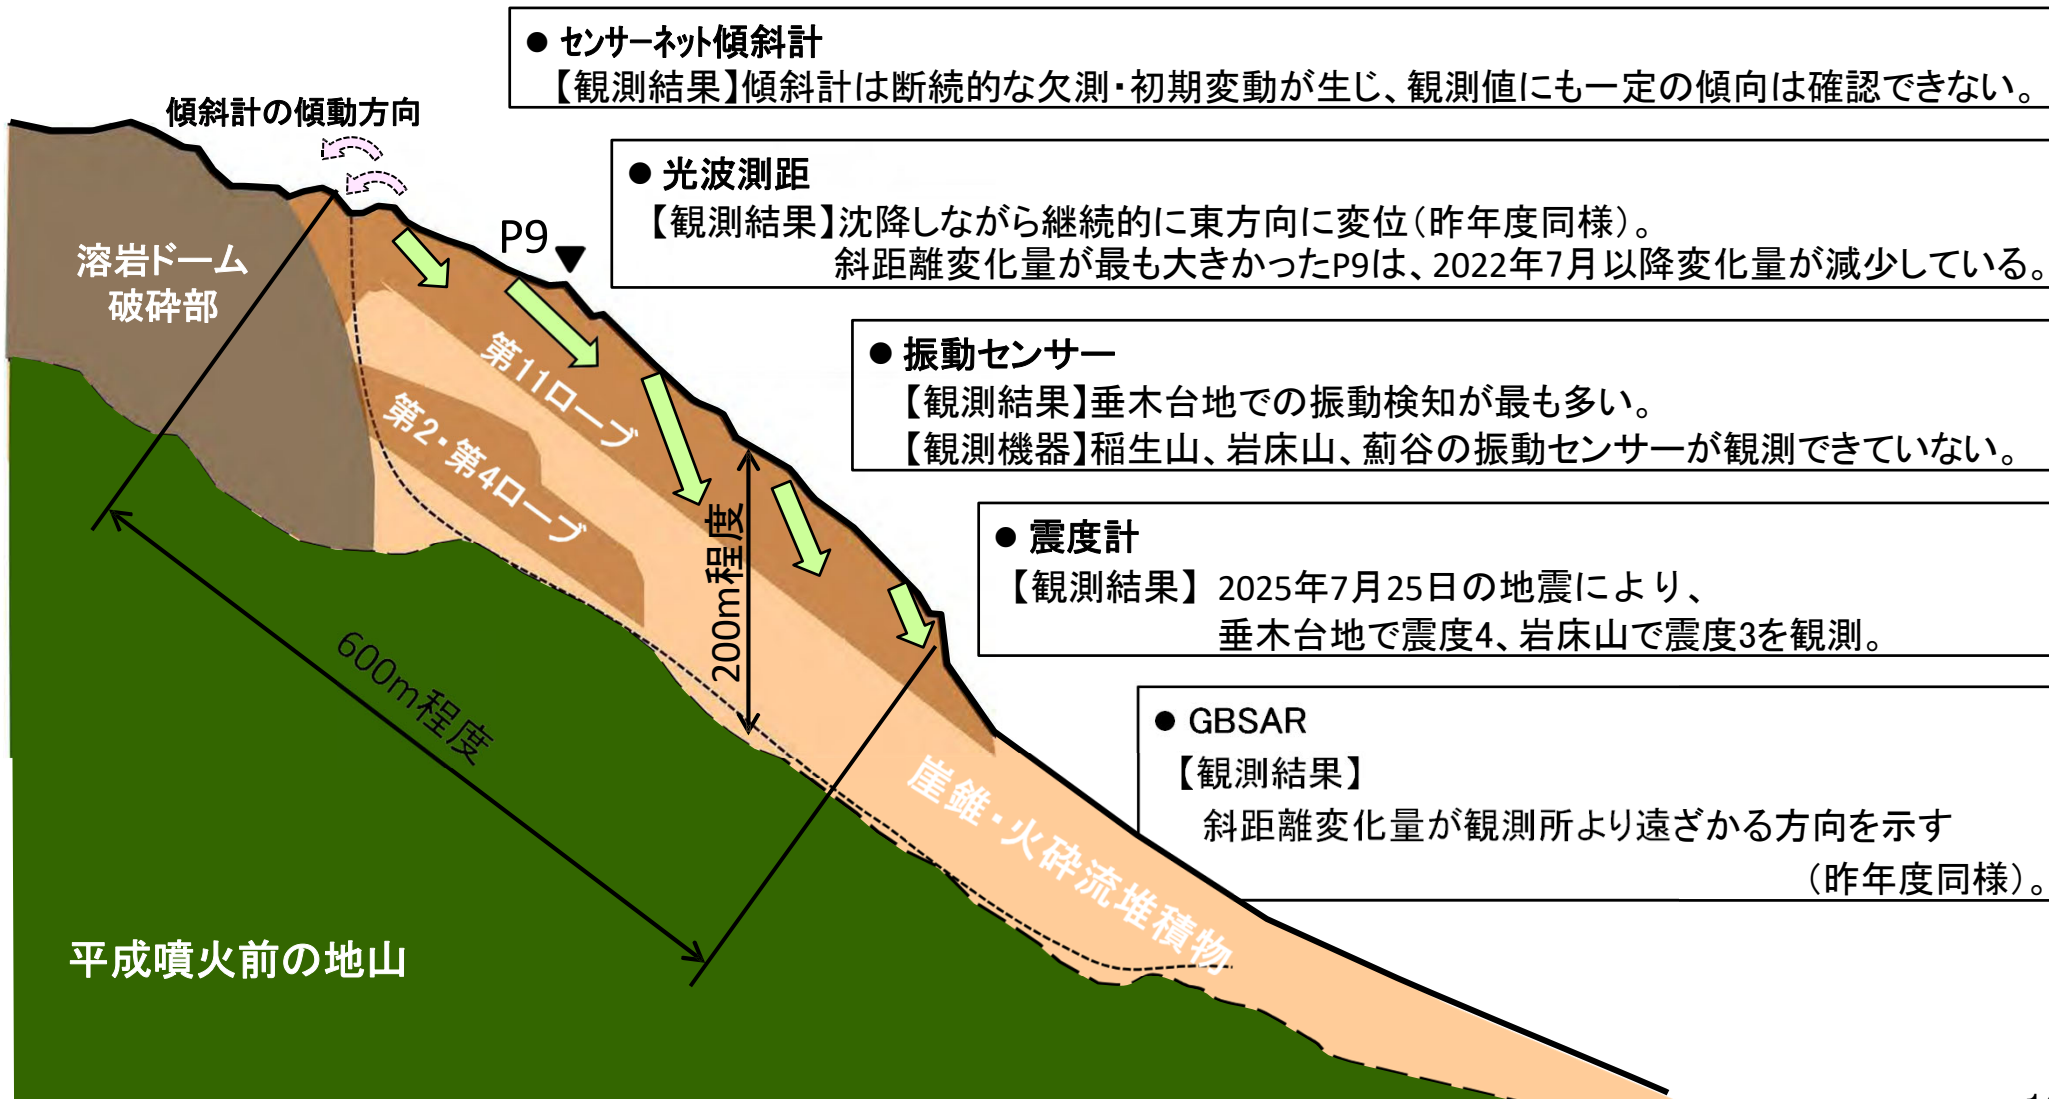 ● センサーネット傾斜計
【観測結果】傾斜計は断続的な欠測・初期変動が生じ、観測値にも一定の傾向は確認できない。
傾斜計の傾動方向
● 光波測距
【観測結果】沈降しながら継続的に東方向に変位（昨年度同様）。
斜距離変化量が最も大きかったP9は、2022年7月以降変化量が減少している。
P9
溶岩ドーム
破砕部
● 振動センサー
【観測結果】垂木台地での振動検知が最も多い。
【観測機器】稲生山、岩床山、薊谷の振動センサーが観測できていない。
第11ローブ
第2・第4ローブ
● 震度計
【観測結果】 2025年7月25日の地震により、
垂木台地で震度4、岩床山で震度3を観測。
200m程度
600m程度
● GBSAR
【観測結果】
斜距離変化量が観測所より遠ざかる方向を示す
（昨年度同様）。
崖錐・火砕流堆積物
平成噴火前の地山